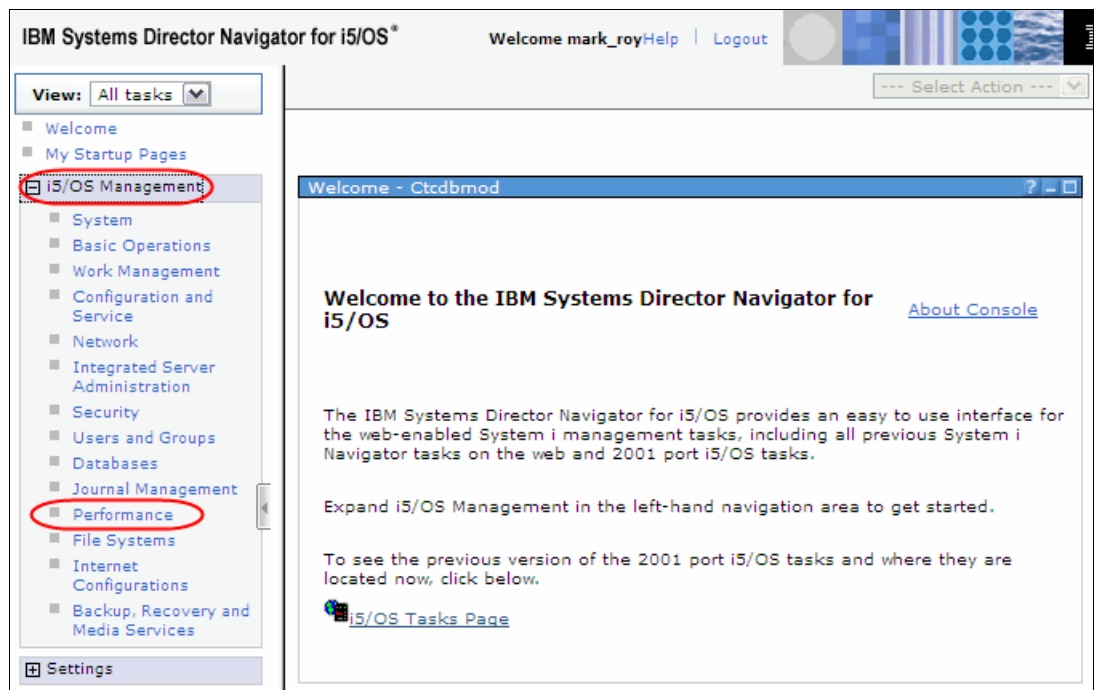 IBM Systems Director Navigator for i5/OS®
Welcome mark_roy Help | Logout
View: All tasks
--- Select Action ---
Welcome
My Startup Pages
i5/OS Management
System
Basic Operations
Work Management
Configuration and
Service
Network
Integrated Server
Administration
Security
Users and Groups
Databases
Journal Management
Performance
File Systems
Internet
Configurations
Backup, Recovery and
Media Services
Settings
Welcome - Ctcdbmod
Welcome to the IBM Systems Director Navigator for
i5/OS
About Console
The IBM Systems Director Navigator for i5/OS provides an easy to use interface for
the web-enabled System i management tasks, including all previous System i
Navigator tasks on the web and 2001 port i5/OS tasks.
Expand i5/OS Management in the left-hand navigation area to get started.
To see the previous version of the 2001 port i5/OS tasks and where they are
located now, click below.
i5/OS Tasks Page